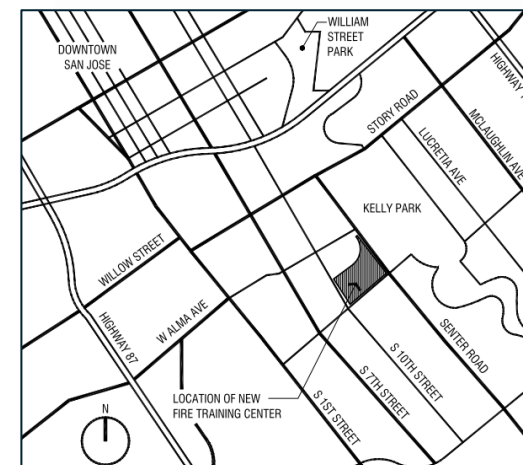 WILLIAM
STREET
PARK
DOWNTOWN
SAN JOSE
STORY ROAD
LUCRETIA AVE
MCLAUGHLIN AVE
KELLY PARK
WILLOW STREET
W ALMA AVE
HIGHWAY 87
SENTER ROAD
S 10TH STREET
S 7TH STREET
S 1ST STREET
LOCATION OF NEW
FIRE TRAINING CENTER
N
HIGHWAY